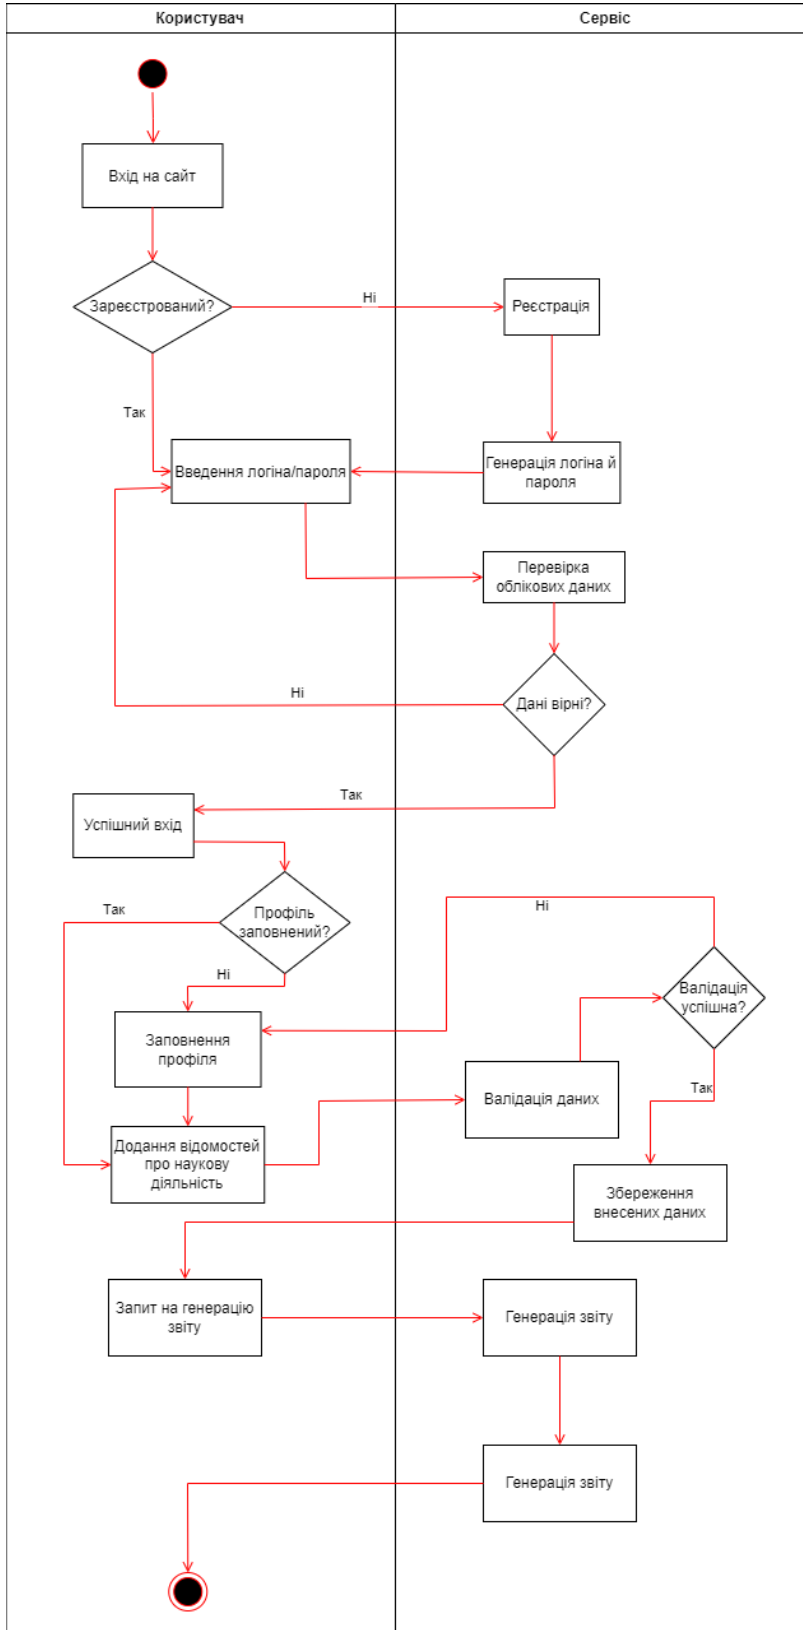 Користувач
Сервіс
Вхід на сайт
Зареєстрований?
Ні
Реєстрація
Так
Введення логіна/пароля
Генерація логіна й
пароля
Перевірка
облікових даних
Ні
Дані вірні?
Так
Успішний вхід
Так
Профіль
заповнений?
Ні
Ні
Валідація
успішна?
Заповнення
профіля
Валідація даних
Так
Додання відомостей
про наукову
діяльність
Збереження
внесених даних
Запит на генерацію
звіту
Генерація звіту
Генерація звіту